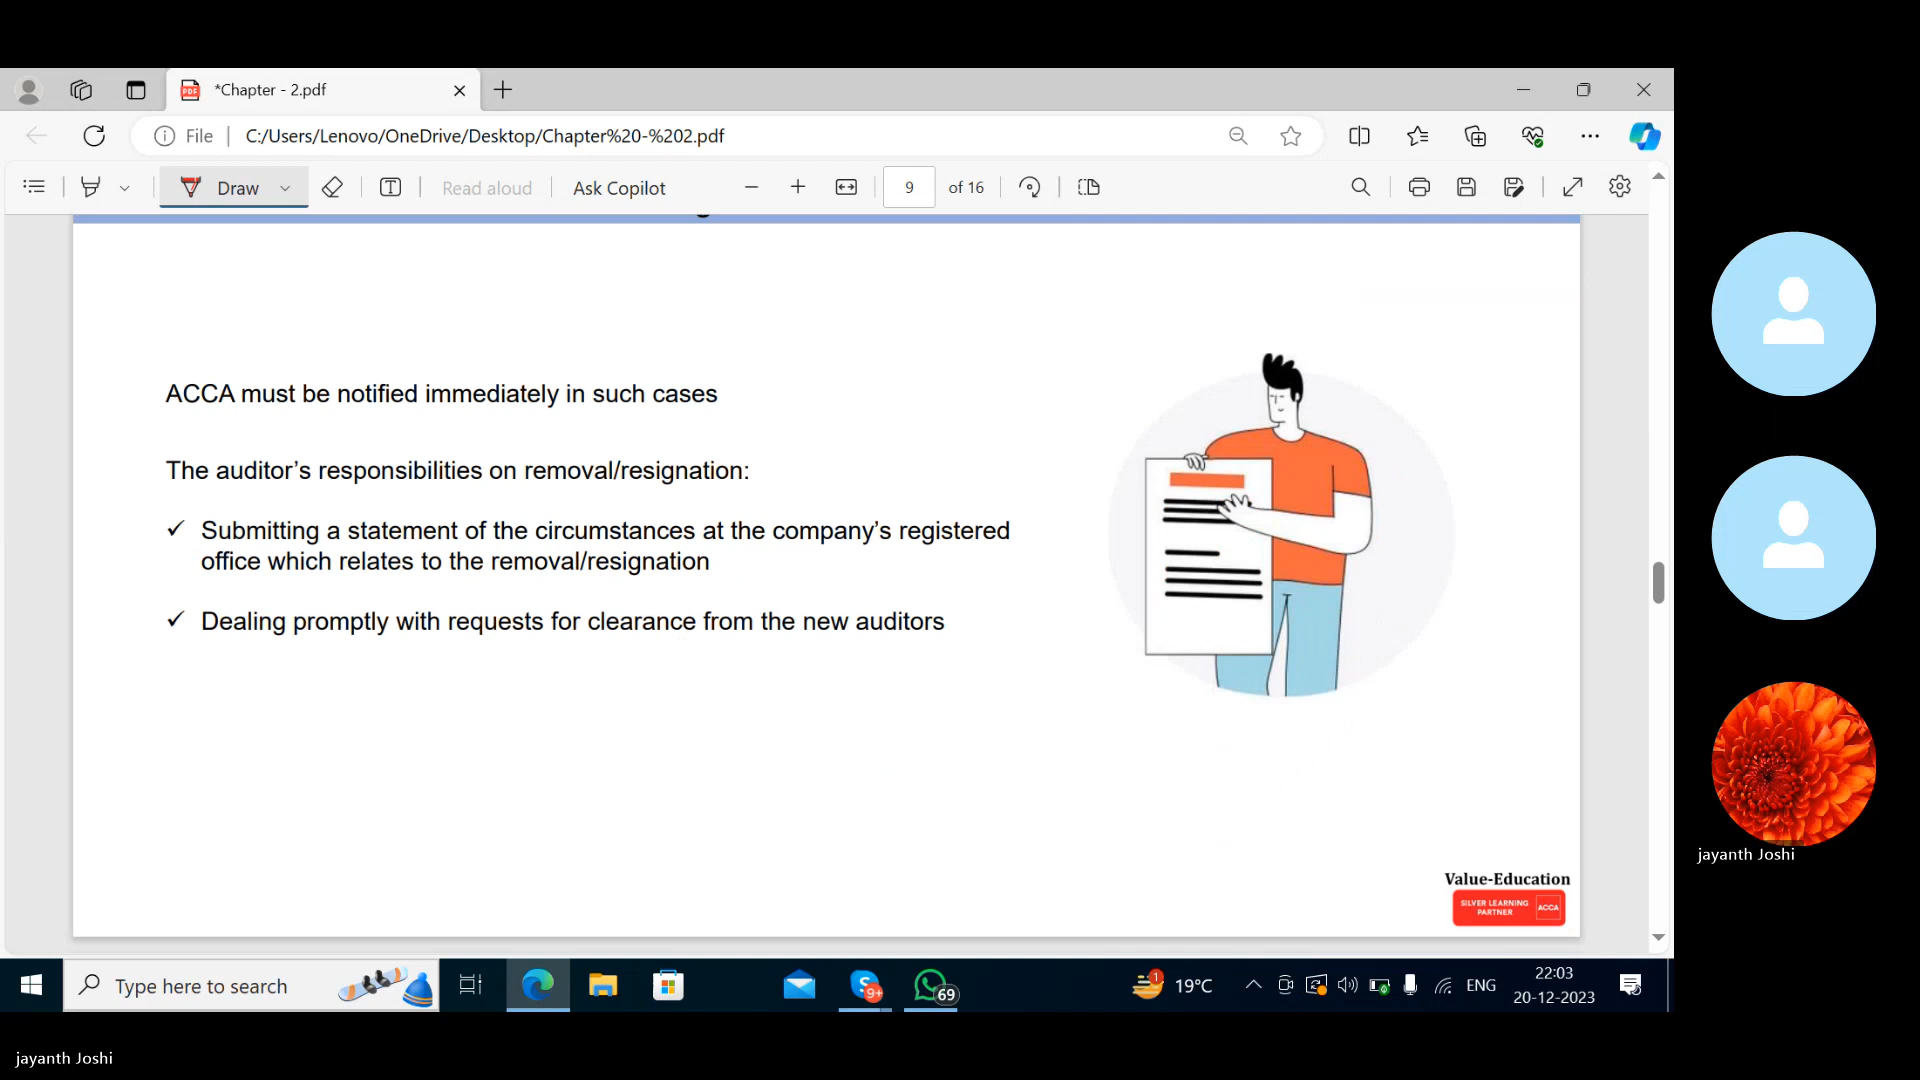 *Chapter - 2.pdf
File
C:/Users/Lenovo/OneDrive/Desktop/Chapter%20-%202.pdf
Draw
Read aloud
Ask Copilot
9 of 16
ACCA must be notified immediately in such cases
The auditor's responsibilities on removal/resignation:
✓ Submitting a statement of the circumstances at the company's registered
office which relates to the removal/resignation
✓ Dealing promptly with requests for clearance from the new auditors
Value-Education
SILVER LEARNING
PARTNER
ACCA
jayanth Joshi
Type here to search
9+
69
1
19°C
ENG
22:03
20-12-2023
jayanth Joshi